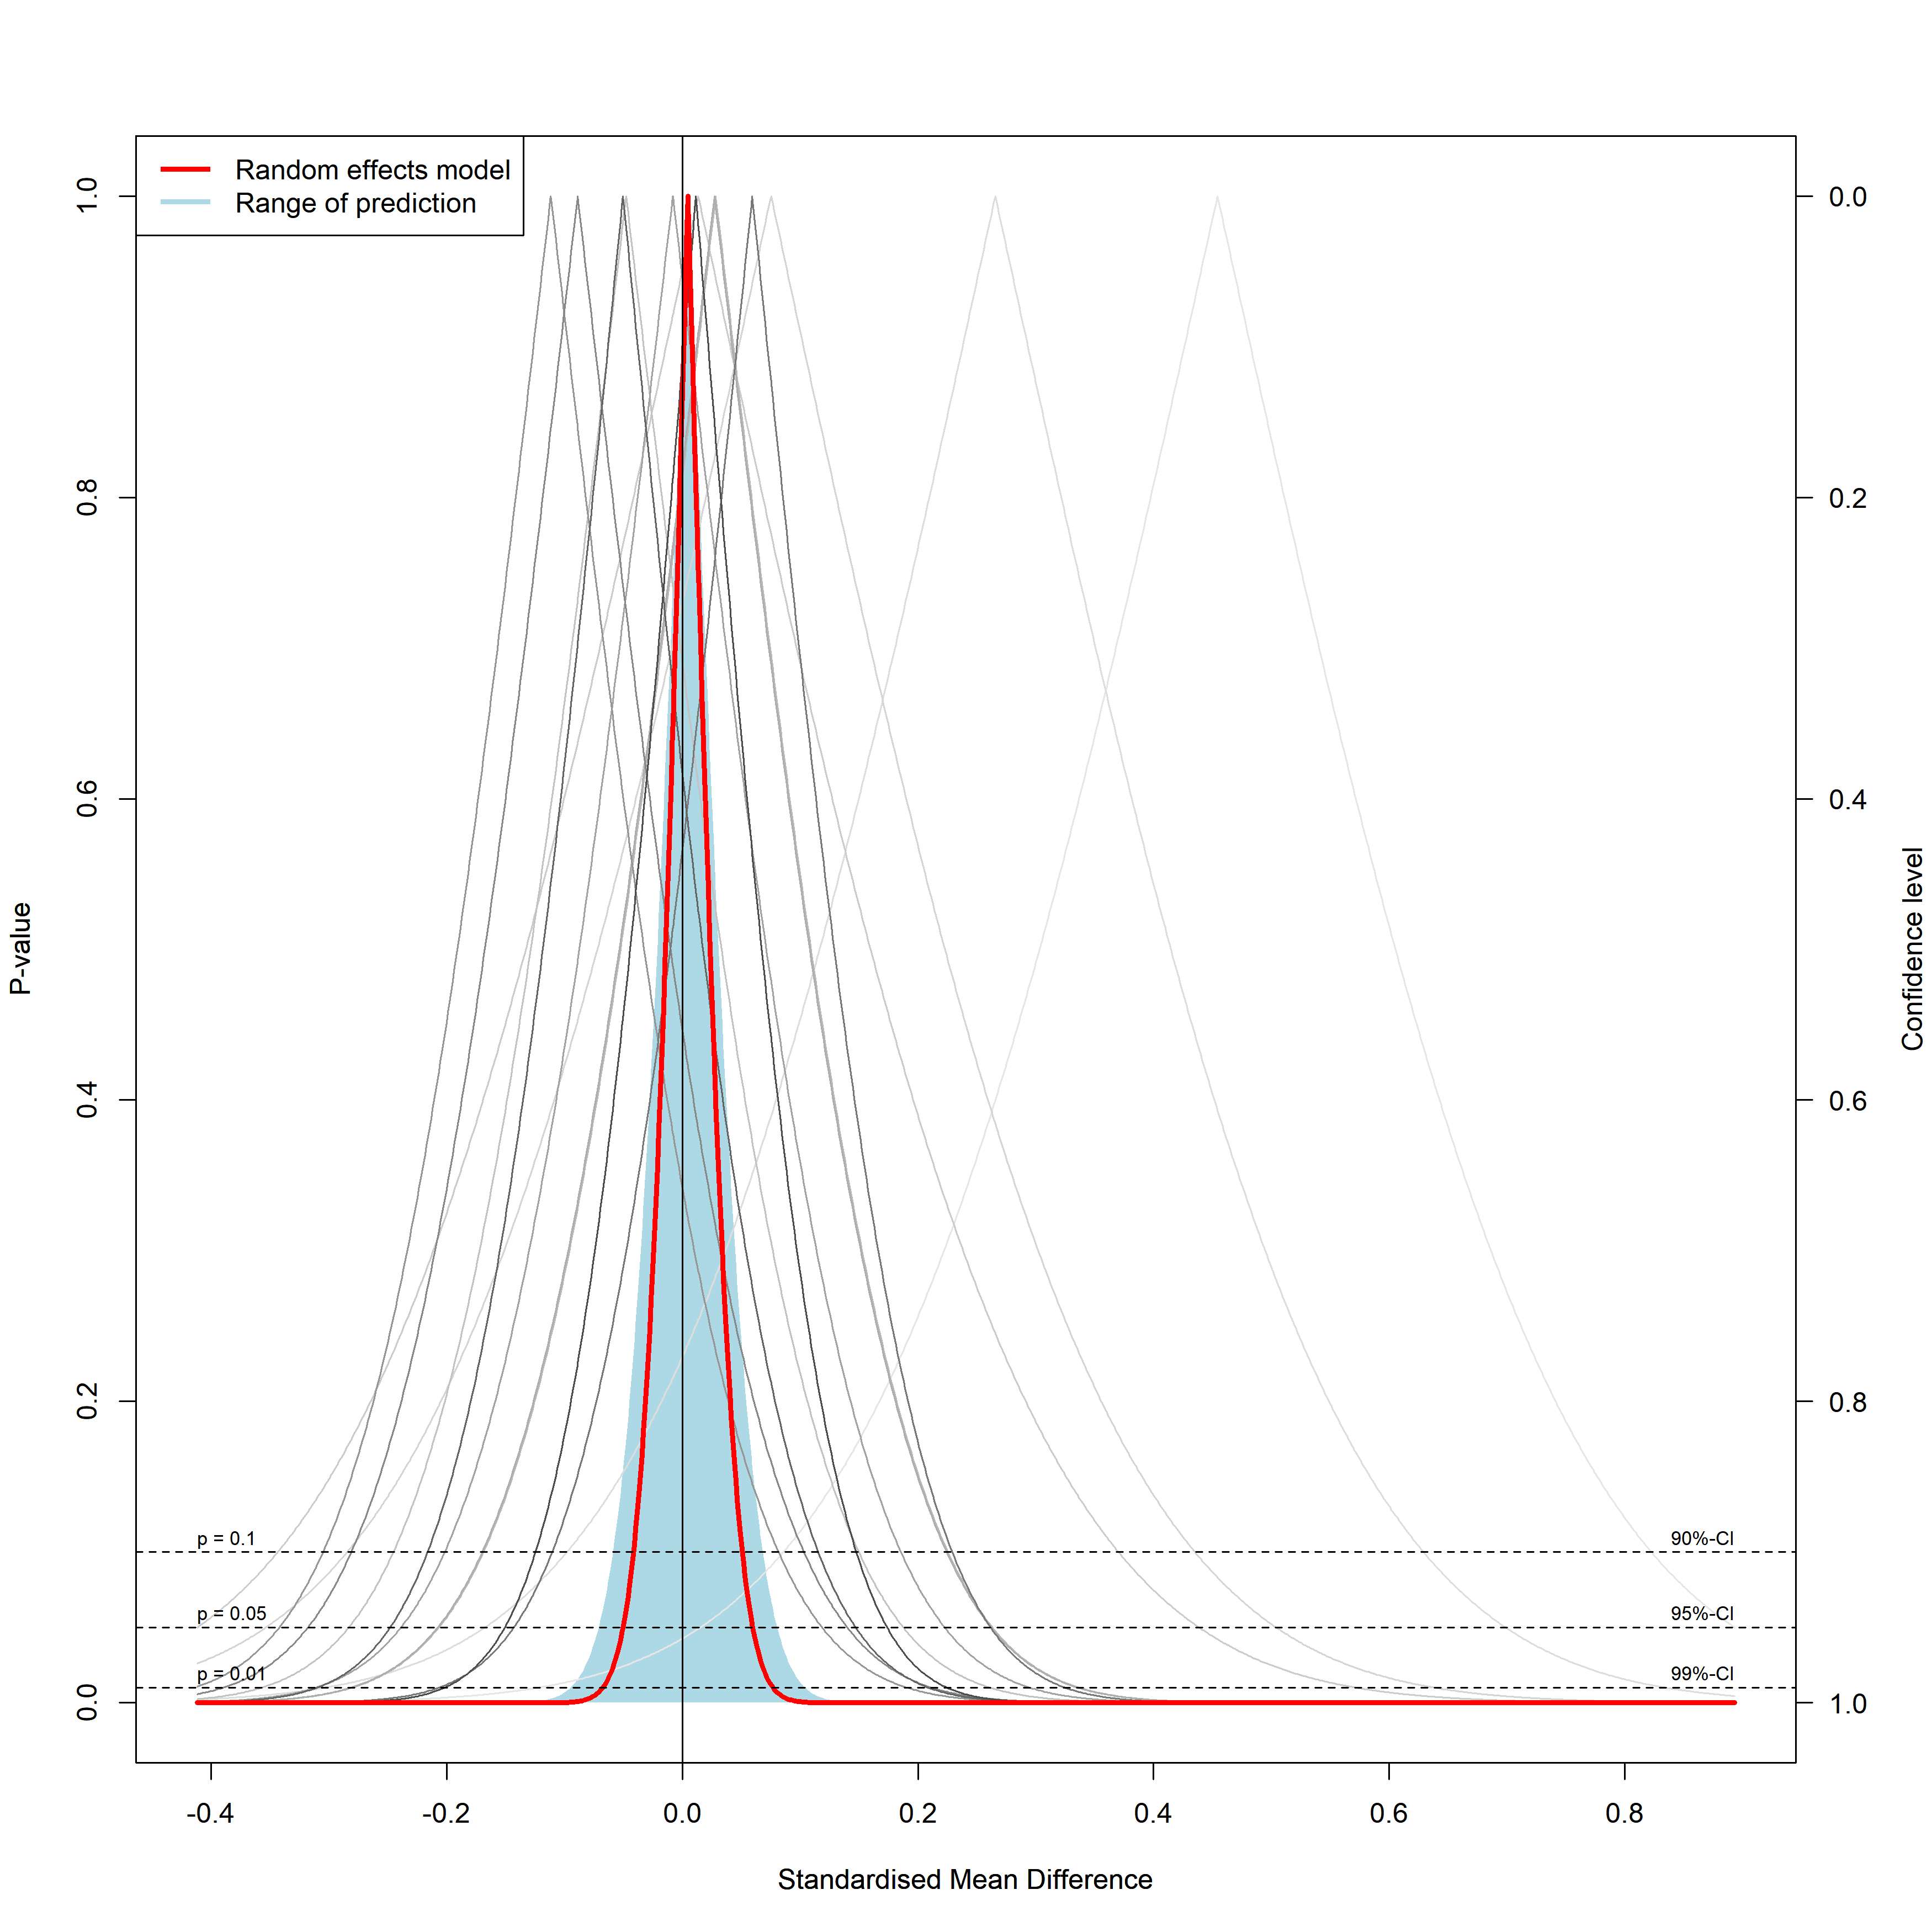 Random effects model
Range of prediction
1.0
0.8
0.6
0.4
0.2
0.0
P-value
0.0
0.2
0.4
0.6
0.8
1.0
Confidence level
p = 0.1
90%-CI
p = 0.05
95%-CI
p = 0.01
99%-CI
-0.4
-0.2
0.0
0.2
0.4
0.6
0.8
Standardised Mean Difference